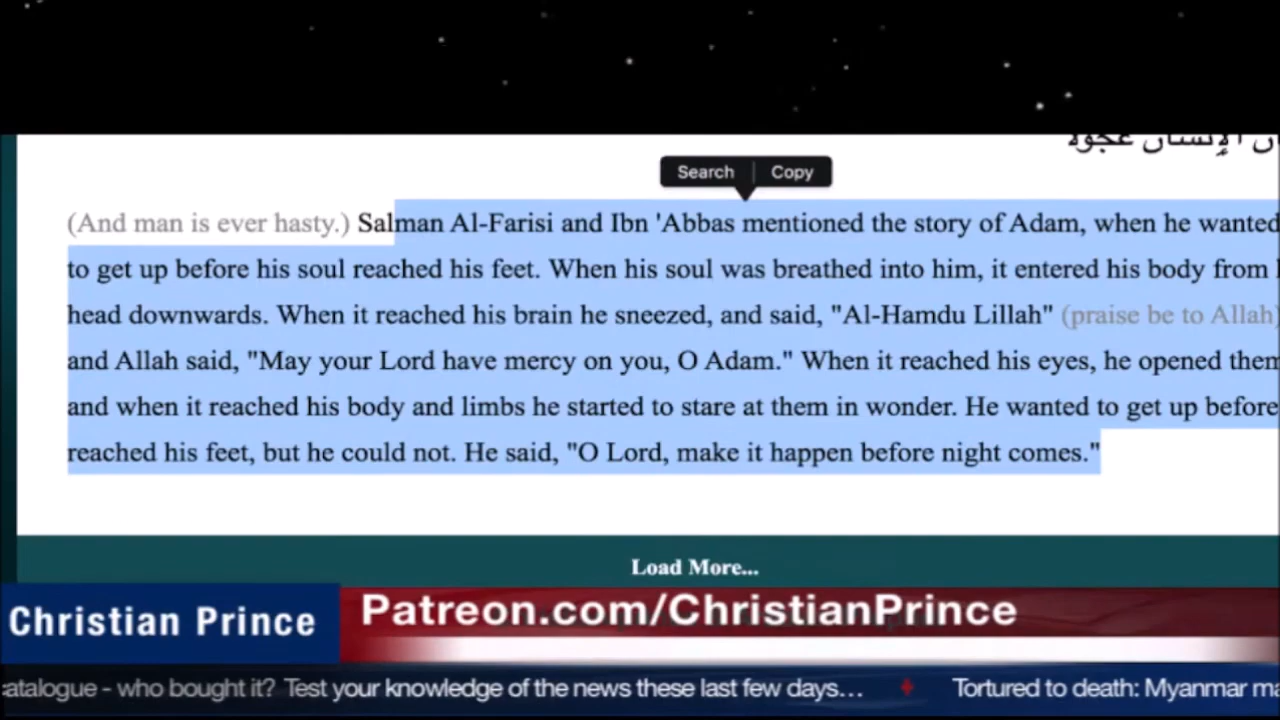 الإنسان عجولا
Search
Copy
(And man is ever hasty.) Salman Al-Farisi and Ibn 'Abbas mentioned the story of Adam, when he wanted
to get up before his soul reached his feet. When his soul was breathed into him, it entered his body from
head downwards. When it reached his brain he sneezed, and said, "Al-Hamdu Lillah" (praise be to Allah)
and Allah said, "May your Lord have mercy on you, O Adam." When it reached his eyes, he opened them
and when it reached his body and limbs he started to stare at them in wonder. He wanted to get up before
reached his feet, but he could not. He said, "O Lord, make it happen before night comes."
Load More...
Christian Prince
Patreon.com/ChristianPrince
atalogue - who bought it? Test your knowledge of the news these last few days... ♦ Tortured to death: Myanmar ma